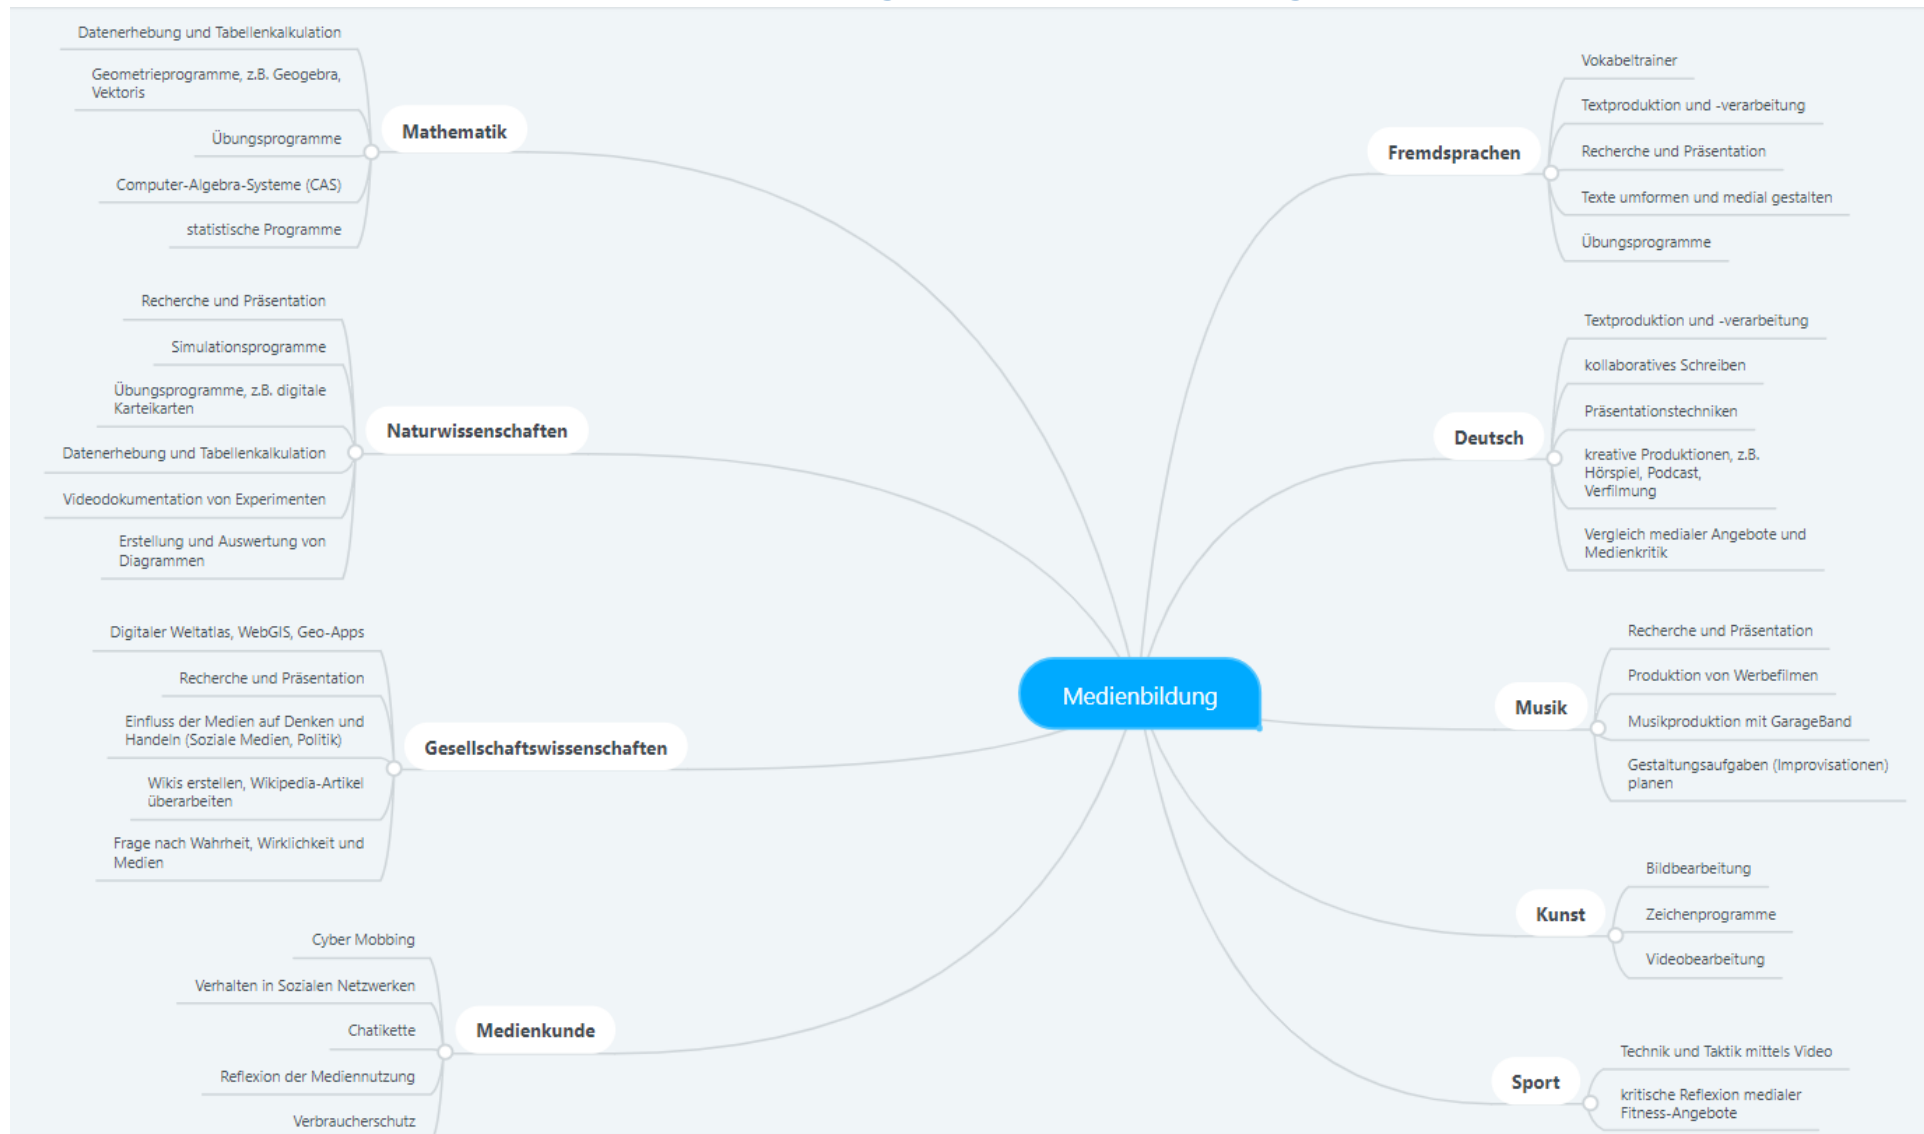 Datenerhebung und Tabellenkalkulation
Geometrieprogramme, z.B. Geogebra,
Vektoris
Übungsprogramme
Computer-Algebra-Systeme (CAS)
statistische Programme
Mathematik
Recherche und Präsentation
Simulationsprogramme
Übungsprogramme, z.B. digitale
Karteikarten
Datenerhebung und Tabellenkalkulation
Videodokumentation von Experimenten
Erstellung und Auswertung von
Diagrammen
Naturwissenschaften
Digitaler Weltatlas, WebGIS, Geo-Apps
Recherche und Präsentation
Einfluss der Medien auf Denken und
Handeln (Soziale Medien, Politik)
Wikis erstellen, Wikipedia-Artikel
überarbeiten
Frage nach Wahrheit, Wirklichkeit und
Medien
Gesellschaftswissenschaften
Cyber Mobbing
Verhalten in Sozialen Netzwerken
Chatikette
Reflexion der Mediennutzung
Verbraucherschutz
Medienkunde
Medienbildung
Fremdsprachen
Vokabeltrainer
Textproduktion und -verarbeitung
Recherche und Präsentation
Texte umformen und medial gestalten
Übungsprogramme
Deutsch
Textproduktion und -verarbeitung
kollaboratives Schreiben
Präsentationstechniken
kreative Produktionen, z.B.
Hörspiel, Podcast,
Verfilmung
Vergleich medialer Angebote und
Medienkritik
Musik
Recherche und Präsentation
Produktion von Werbefilmen
Musikproduktion mit GarageBand
Gestaltungsaufgaben (Improvisationen)
planen
Kunst
Bildbearbeitung
Zeichenprogramme
Videobearbeitung
Sport
Technik und Taktik mittels Video
kritische Reflexion medialer
Fitness-Angebote